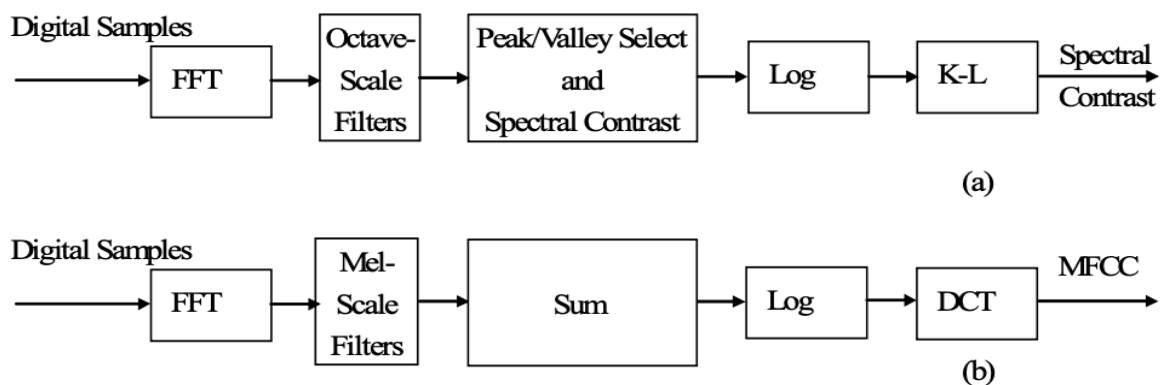 Digital Samples
FFT
Octave-
Scale
Filters
Peak/Valley Select
and
Spectral Contrast
Log
K-L
Spectral
Contrast
(a)
Digital Samples
FFT
Mel-
Scale
Filters
Sum
Log
DCT
MFCC
(b)